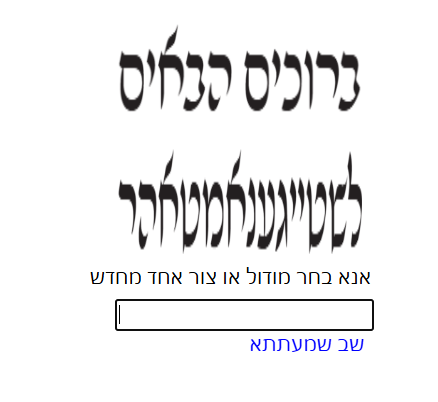 ברוכים הבאים
אנא בחר מודול או צור אחד מחדש
שב שמעתתא